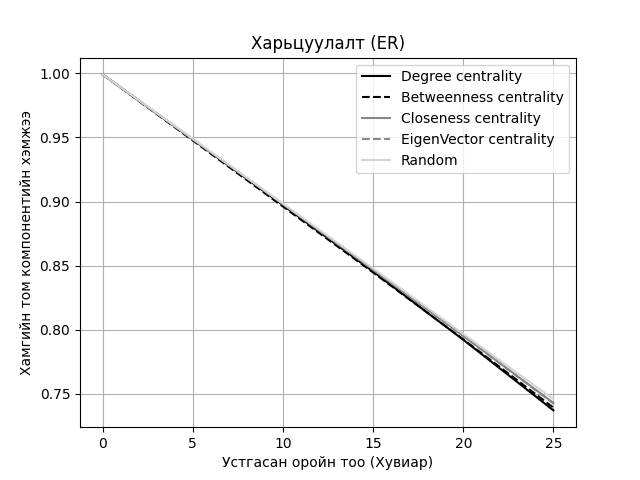 Харьцуулалт (ER)
Degree centrality
Betweenness centrality
Closeness centrality
EigenVector centrality
Random
Хамгийн том компонентийн хэмжээ
1.00
0.95
0.90
0.85
0.80
0.75
0 5 10 15 20 25
Устгасан оройн тоо (Хувиар)